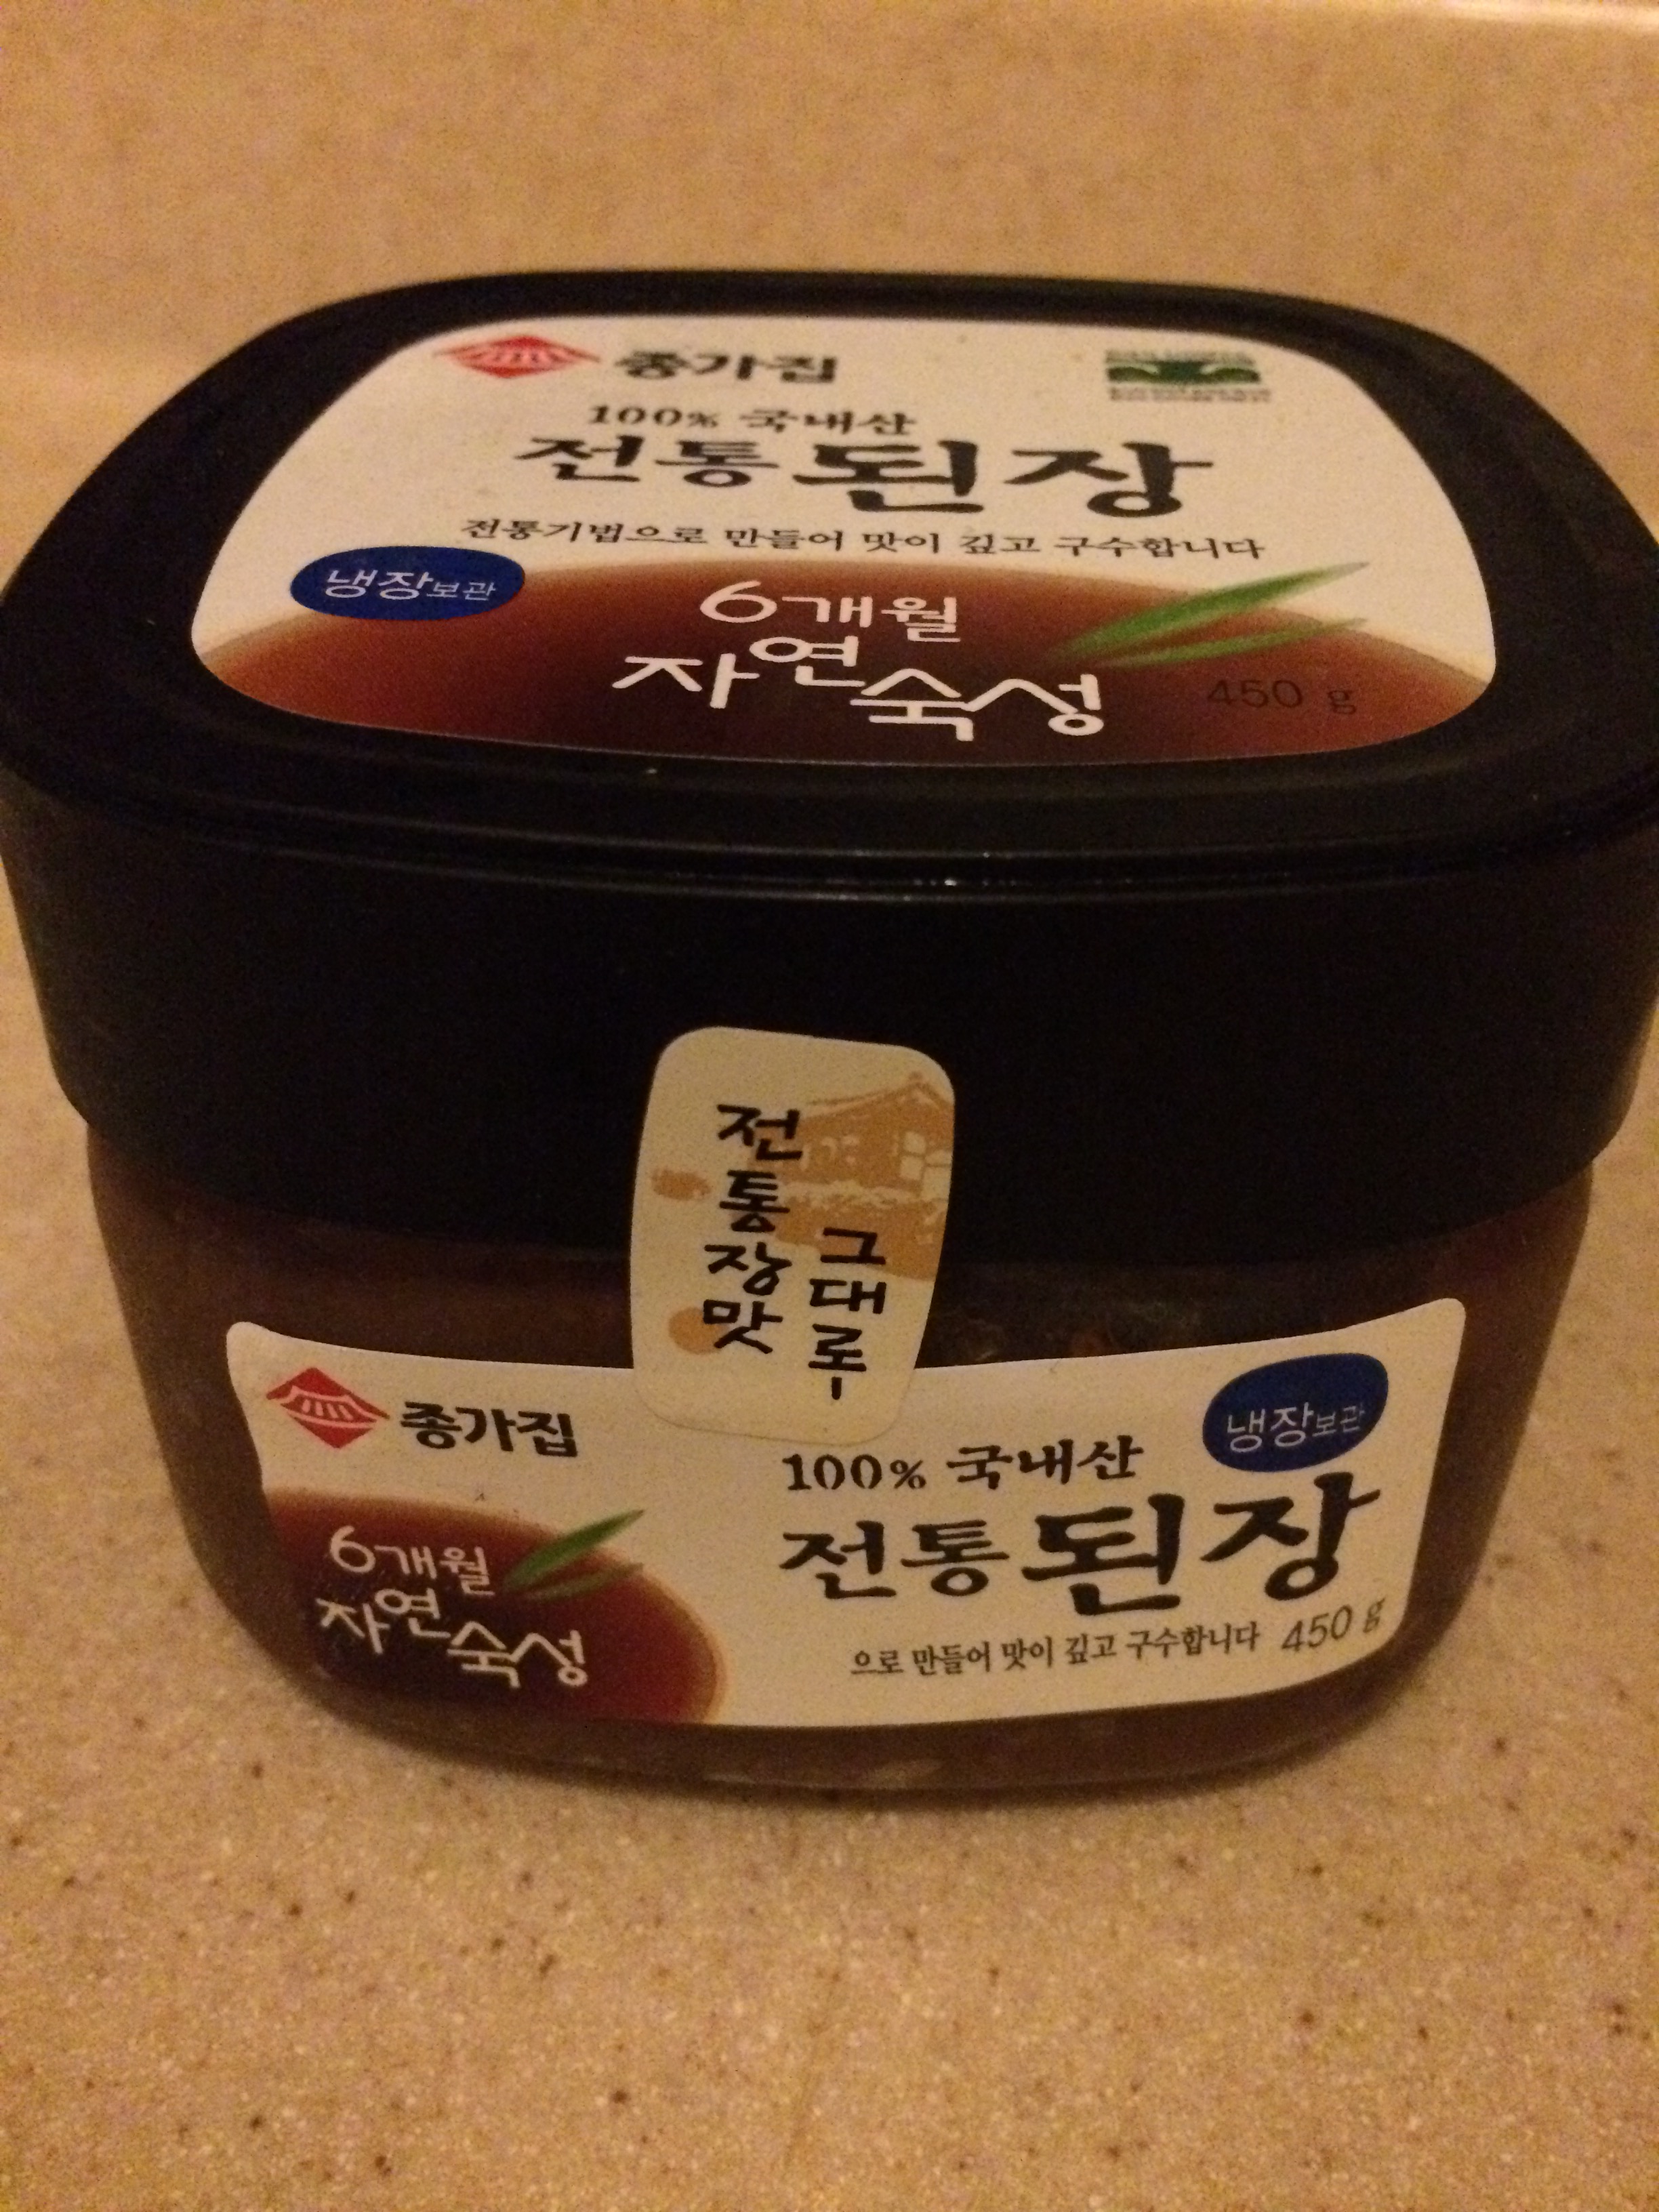 종가집
100% 국내산
전통된장
전통기법으로 만들어 맛이 깊고 구수합니다
냉장보관
6개월
자연숙성
450 g
전통장맛
그대로
종가집
냉장보관
100% 국내산
전통된장
으로 만들어 맛이 깊고 구수합니다 450 g
6개월
자연숙성